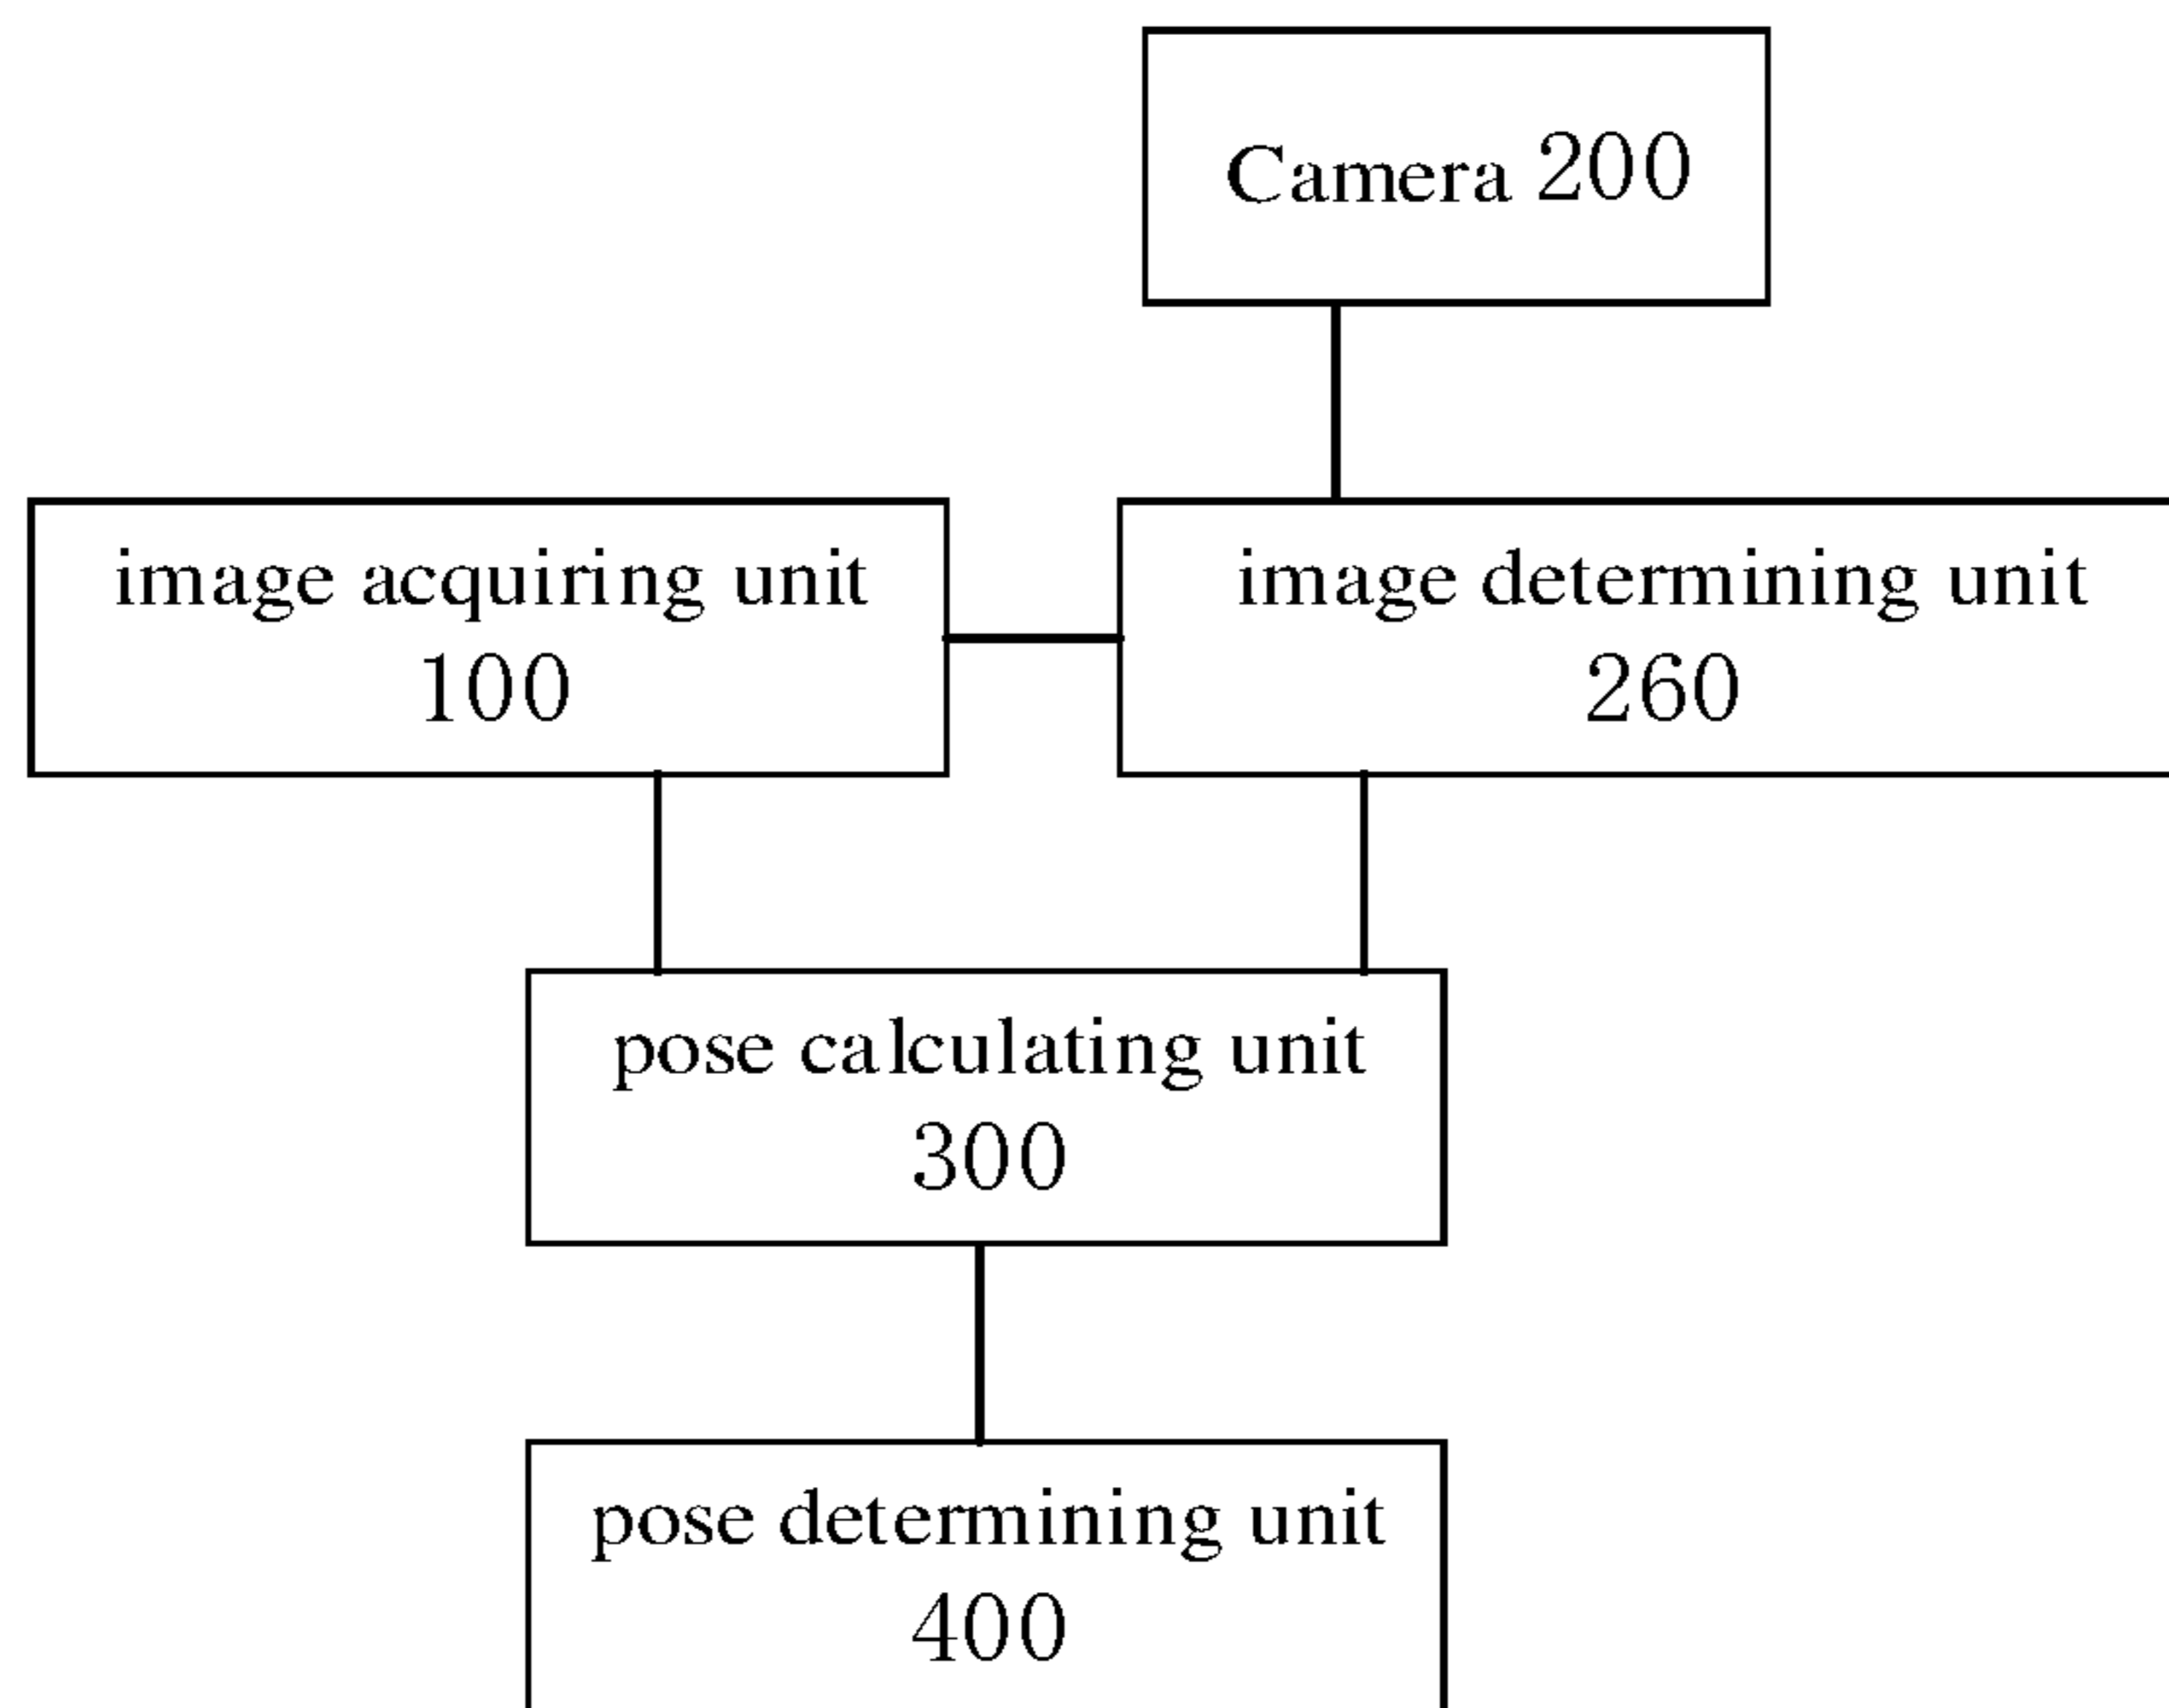 Camera 200
image acquiring unit
100
image determining unit
260
pose calculating unit
300
pose determining unit
400